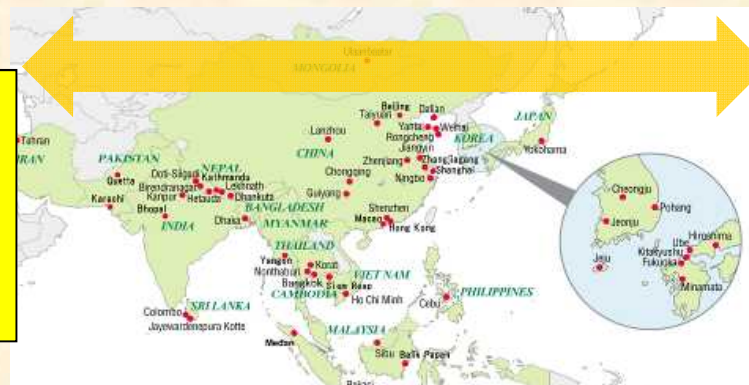 Ulaanbaatar
MONGOLIA
Beijing
Dalian
Taiyuan
JAPAN
Yantai
Weihai
Tahran
Lanzhou
Rongcheng
KOREA
Jiangyin
IRAN
PAKISTAN
CHINA
Zhenjiang
Zhangjiagang
Yokohama
Doti-Silgadi
NEPAL
Shanghai
Quetta
Kathmandu
Chongqing
Ningbo
Birendranagar
Lekhnath
Cheongju
Kanpur
Hetauda
Dhankuta
Guiyang
Karachi
BANGLADESH
Shenzhen
Pohang
Bhopal
Dhaka
MYANMAR
Macao
Jeonju
INDIA
Hong Kong
Hiroshima
THAILAND
Ube
Kitakyushu
Yangon
Korat
VIET NAM
Jeju
Fukuoka
Nonthaburi
Bangkok
Siem Reap
PHILIPPINES
Minamata
CAMBODIA
Ho Chi Minh
Cebu
Colombo
SRI LANKA
Jayewardenepura Kotte
MALAYSIA
Medan
Sibu
Balik Papan